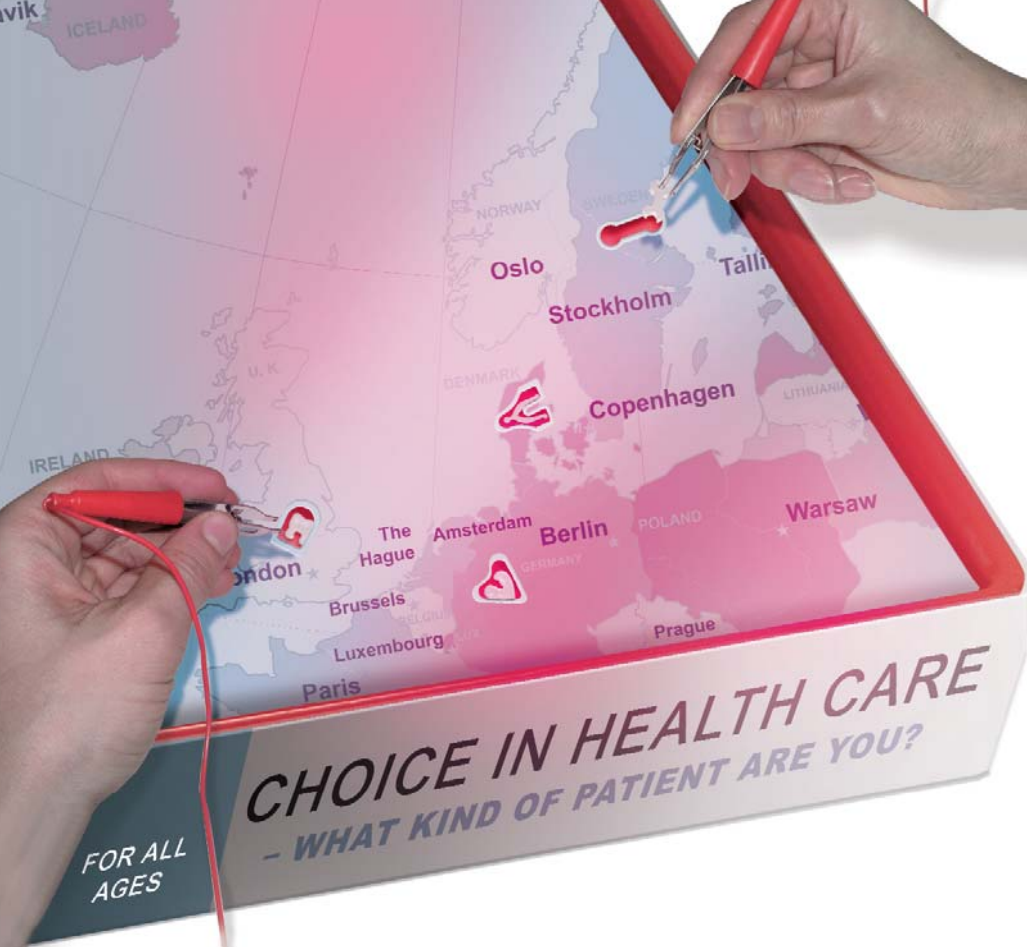 vik
ICELAND
NORWAY
SWEDEN
Oslo
Talli
Stockholm
U. K.
DENMARK
Copenhagen
LITHUANIA
IRELAND
The
Hague
Amsterdam
Berlin
POLAND
Warsaw
GERMANY
ondon
Brussels
Luxembourg
Prague
Paris
CHOICE IN HEALTH CARE
– WHAT KIND OF PATIENT ARE YOU?
FOR ALL
AGES